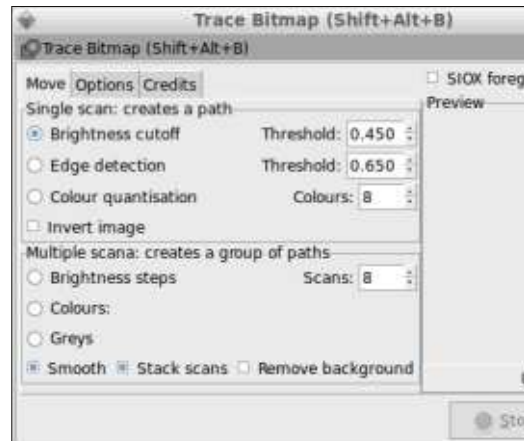 Trace Bitmap (Shift+Alt+B)
Trace Bitmap (Shift+Alt+B)
Move Options Credits
SIOX foreg
Single scan: creates a path
Preview
Brightness cutoff Threshold: 0.450
Edge detection Threshold: 0.650
Colour quantisation Colours: 8
Invert image
Multiple scana: creates a group of paths
Brightness steps Scans: 8
Colours:
Greys
Smooth Stack scans Remove background
Sto